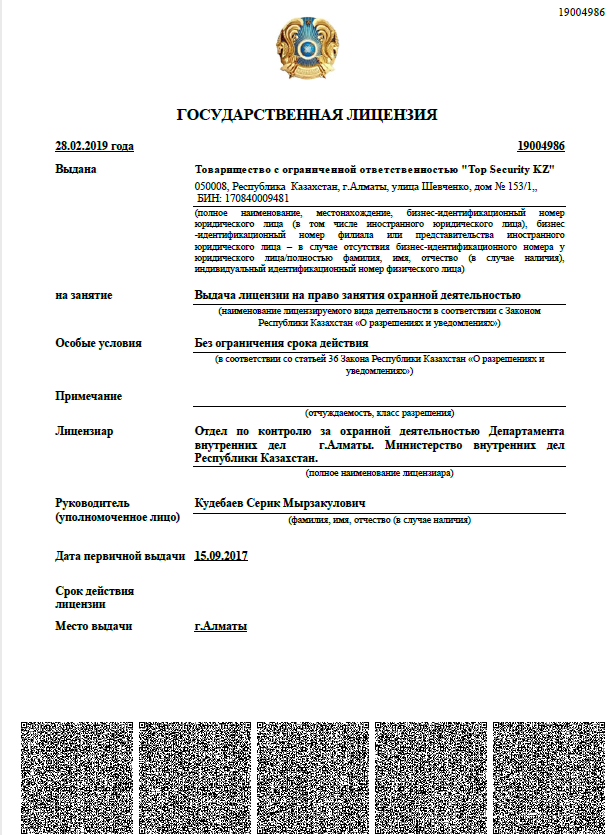 19004986
ГОСУДАРСТВЕННАЯ ЛИЦЕНЗИЯ
28.02.2019 года 19004986
Выдана Товарищество с ограниченной ответственностью "Top Security KZ"
050008, Республика Казахстан, г.Алматы, улица Шевченко, дом № 153/1,,
БИН: 170840009481
(полное наименование, местонахождение, бизнес-идентификационный номер
юридического лица (в том числе иностранного юридического лица), бизнес
-идентификационный номер филиала или представительства иностранного
юридического лица – в случае отсутствия бизнес-идентификационного номера у
юридического лица/полностью фамилия, имя, отчество (в случае наличия),
индивидуальный идентификационный номер физического лица)
на занятие Выдача лицензии на право занятия охранной деятельностью
(наименование лицензируемого вида деятельности в соответствии с Законом
Республики Казахстан «О разрешениях и уведомлениях»)
Особые условия Без ограничения срока действия
(в соответствии со статьей 36 Закона Республики Казахстан «О разрешениях и
уведомлениях»)
Примечание
(отчуждаемость, класс разрешения)
Лицензиар Отдел по контролю за охранной деятельностью Департамента
внутренних дел г.Алматы. Министерство внутренних дел
Республики Казахстан.
(полное наименование лицензиара)
Руководитель Кудебаев Серик Мырзакулович
(уполномоченное лицо) (фамилия, имя, отчество (в случае наличия)
Дата первичной выдачи 15.09.2017
Срок действия
лицензии
Место выдачи г.Алматы